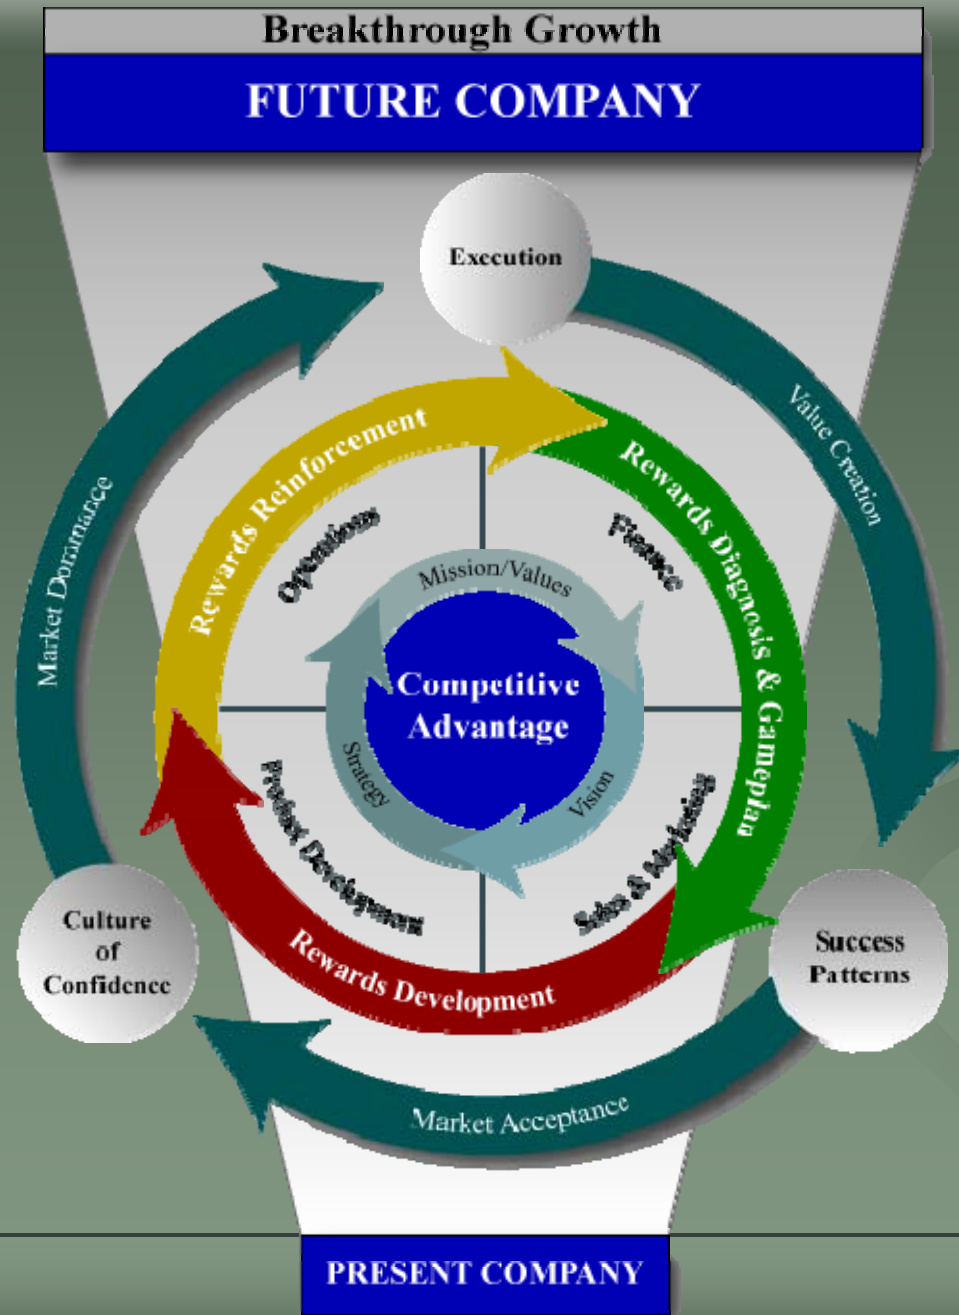 Breakthrough Growth
FUTURE COMPANY
Execution
Value Creation
Market Dominance
Rewards Reinforcement
Rewards Diagnosis & Gameplan
Operations
Finance
Mission/Values
Competitive
Advantage
Strategy
Vision
Product Development
Sales & Marketing
Culture
of
Confidence
Success
Patterns
Rewards Development
Market Acceptance
PRESENT COMPANY